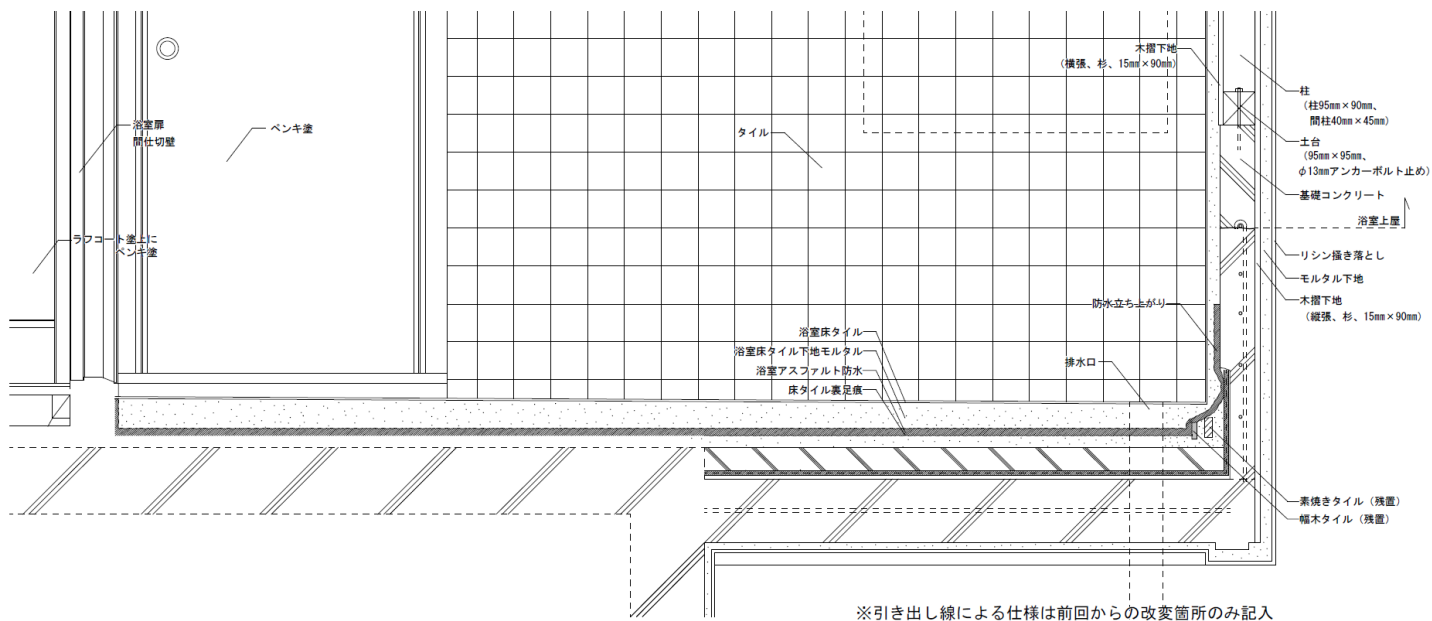 木摺下地
（横張、杉、15mm×90mm）
柱
（柱95mm×90mm、
間柱40mm×45mm）
浴室扉
間仕切壁
ペンキ塗
タイル
土台
（95mm×95mm、
φ13mmアンカーボルト止め）
基礎コンクリート
浴室上屋
ラフコート塗上に
ペンキ塗
リシン掻き落とし
モルタル下地
木摺下地
（縦張、杉、15mm×90mm）
防水立ち上がり
浴室床タイル
浴室床タイル下地モルタル
浴室アスファルト防水
床タイル裏足痕
排水口
素焼きタイル（残置）
幅木タイル（残置）
※引き出し線による仕様は前回からの改変箇所のみ記入